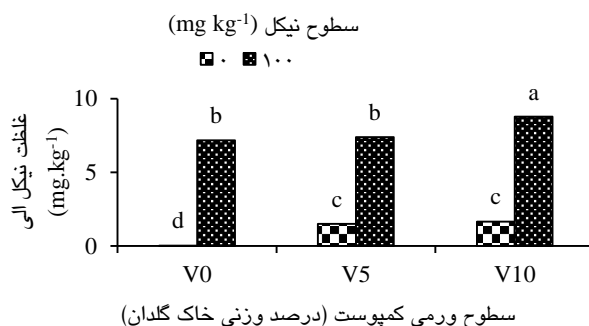 سطوح نیکل (mg kg-1)
۰ ۱۰۰
غلظت نیکل الی
(mg.kg-1)
10
5
0
d b c b c a
V0 V5 V10
سطوح ورمی کمپوست (درصد وزنی خاک گلدان)